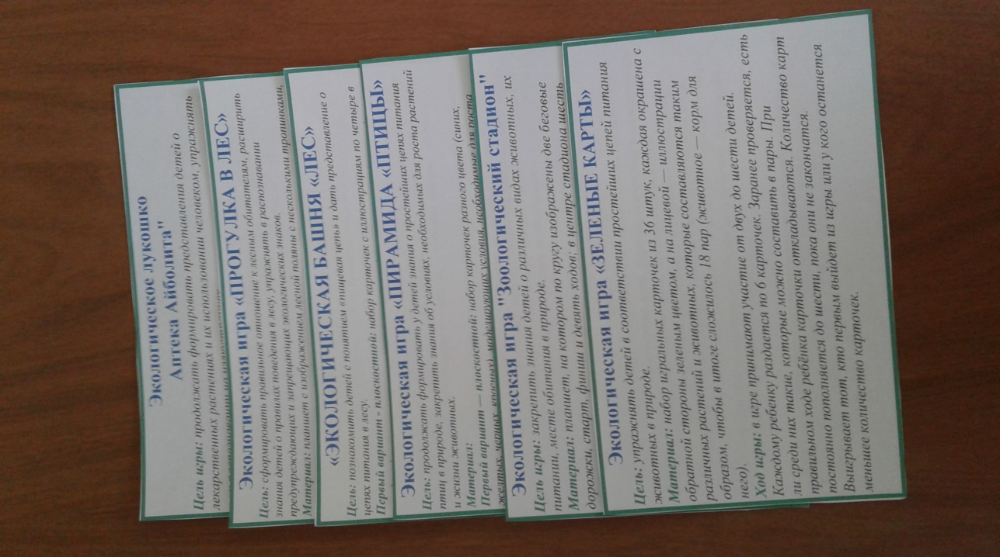 Экологическое лукошко
Аптека Айболита"
Цель игры: продолжать формировать представления детей о
лекарственных растениях и их использовании человеком, упражнять
Экологическая игра «ПРОГУЛКА В ЛЕС»
Цель: сформировать правильное отношение к лесным обитателям, расширить
знания детей о правилах поведения в лесу, упражнять в распознавании
предупреждающих и запрещающих экологических знаков.
Материал: планшет с изображением лесной поляны с несколькими тропинками,
«ЭКОЛОГИЧЕСКАЯ БАШНЯ «ЛЕС»
Цель: познакомить детей с понятием «пищевая цепь» и дать представление о
цепях питания в лесу.
Первый вариант - плоскостной: набор карточек с иллюстрациям по четыре в
Экологическая игра «ПИРАМИДА «ПТИЦЫ»
Цель: продолжать формировать у детей знания о простейших цепях питания
птиц в природе, закрепить знания об условиях, необходимых для роста растений
и жизни животных.
Материал:
Первый вариант — плоскастной: набор карточек разного цвета (синих,
желтых, черных, красных), моделирующих условия, необходимые для роста
Экологическая игра "Зоологический стадион"
Цель игры: закрепить знания детей о различных видах животных, их
питании, месте обитания в природе.
Материал: планшет, на котором по кругу изображены две беговые
дорожки, старт, финиш и девять ходов; в центре стадиона шесть
Экологическая игра «ЗЕЛЕНЫЕ КАРТЫ»
Цель: упражнять детей в соответствии простейших цепей питания
животных в природе.
Материал: набор игральных карточек из 36 штук, каждая окрашена с
обратной стороны зеленым цветом, а на лицевой — иллюстрации
различных растений и животных, которые составляются таким
образом, чтобы в итоге сложилось 18 пар (животное — корм для
него).
Ход игры: в игре принимают участие от двух до шести детей.
Каждому ребенку раздается по 6 карточек. Заранее проверяется, есть
ли среди них такие, которые можно составить в пары. При
правильном ходе ребёнка карточки откладываются. Количество карт
постоянно пополняется до шести, пока они не закончатся.
Выигрывает тот, кто первым выйдет из игры или у кого останется
меньшее количество карточек.